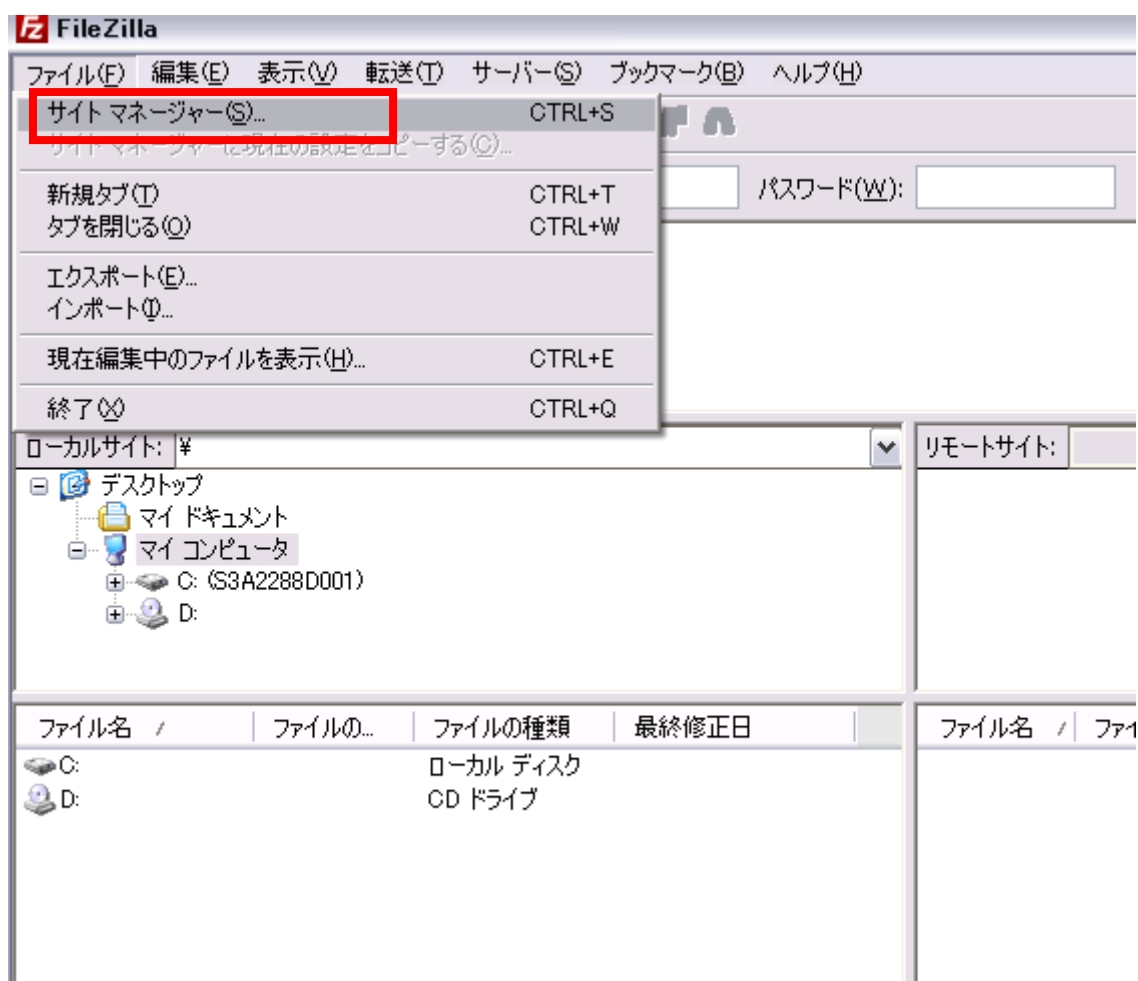 FileZilla
ファイル(F) 編集(E) 表示(V) 転送(T) サーバー(S) ブックマーク(B) ヘルプ(H)
サイト マネージャー(S)... CTRL+S
サイト マネージャーに現在の設定をコピーする(C)...
新規タブ(T) CTRL+T
パスワード(W):
タブを閉じる(O) CTRL+W
エクスポート(E)...
インポート(I)...
現在編集中のファイルを表示(H)... CTRL+E
終了(X) CTRL+Q
ローカルサイト: ¥
リモートサイト:
デスクトップ
マイ ドキュメント
マイ コンピュータ
C: (S3A2288D001)
D:
ファイル名 / ファイルの... ファイルの種類 最終修正日
ファイル名 / ファイ
C: ローカル ディスク
D: CD ドライブ